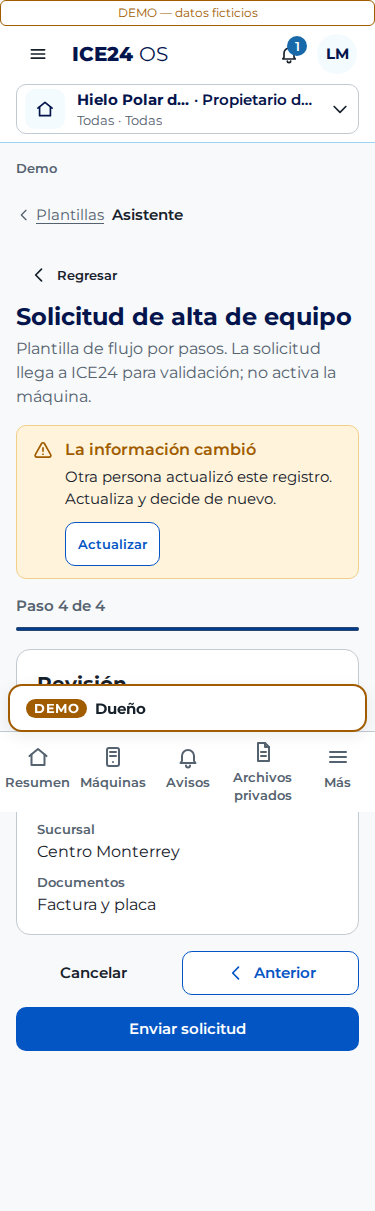 DEMO — datos ficticios
ICE24 OS
1
LM
Hielo Polar d... · Propietario d...
Todas · Todas
Demo
Plantillas Asistente
Regresar
Solicitud de alta de equipo
Plantilla de flujo por pasos. La solicitud
llega a ICE24 para validación; no activa la
máquina.
La información cambió
Otra persona actualizó este registro.
Actualiza y decide de nuevo.
Actualizar
Paso 4 de 4
Revisión
DEMO Dueño
Resumen
Máquinas
Avisos
Archivos
privados
Más
Sucursal
Centro Monterrey
Documentos
Factura y placa
Cancelar
Anterior
Enviar solicitud